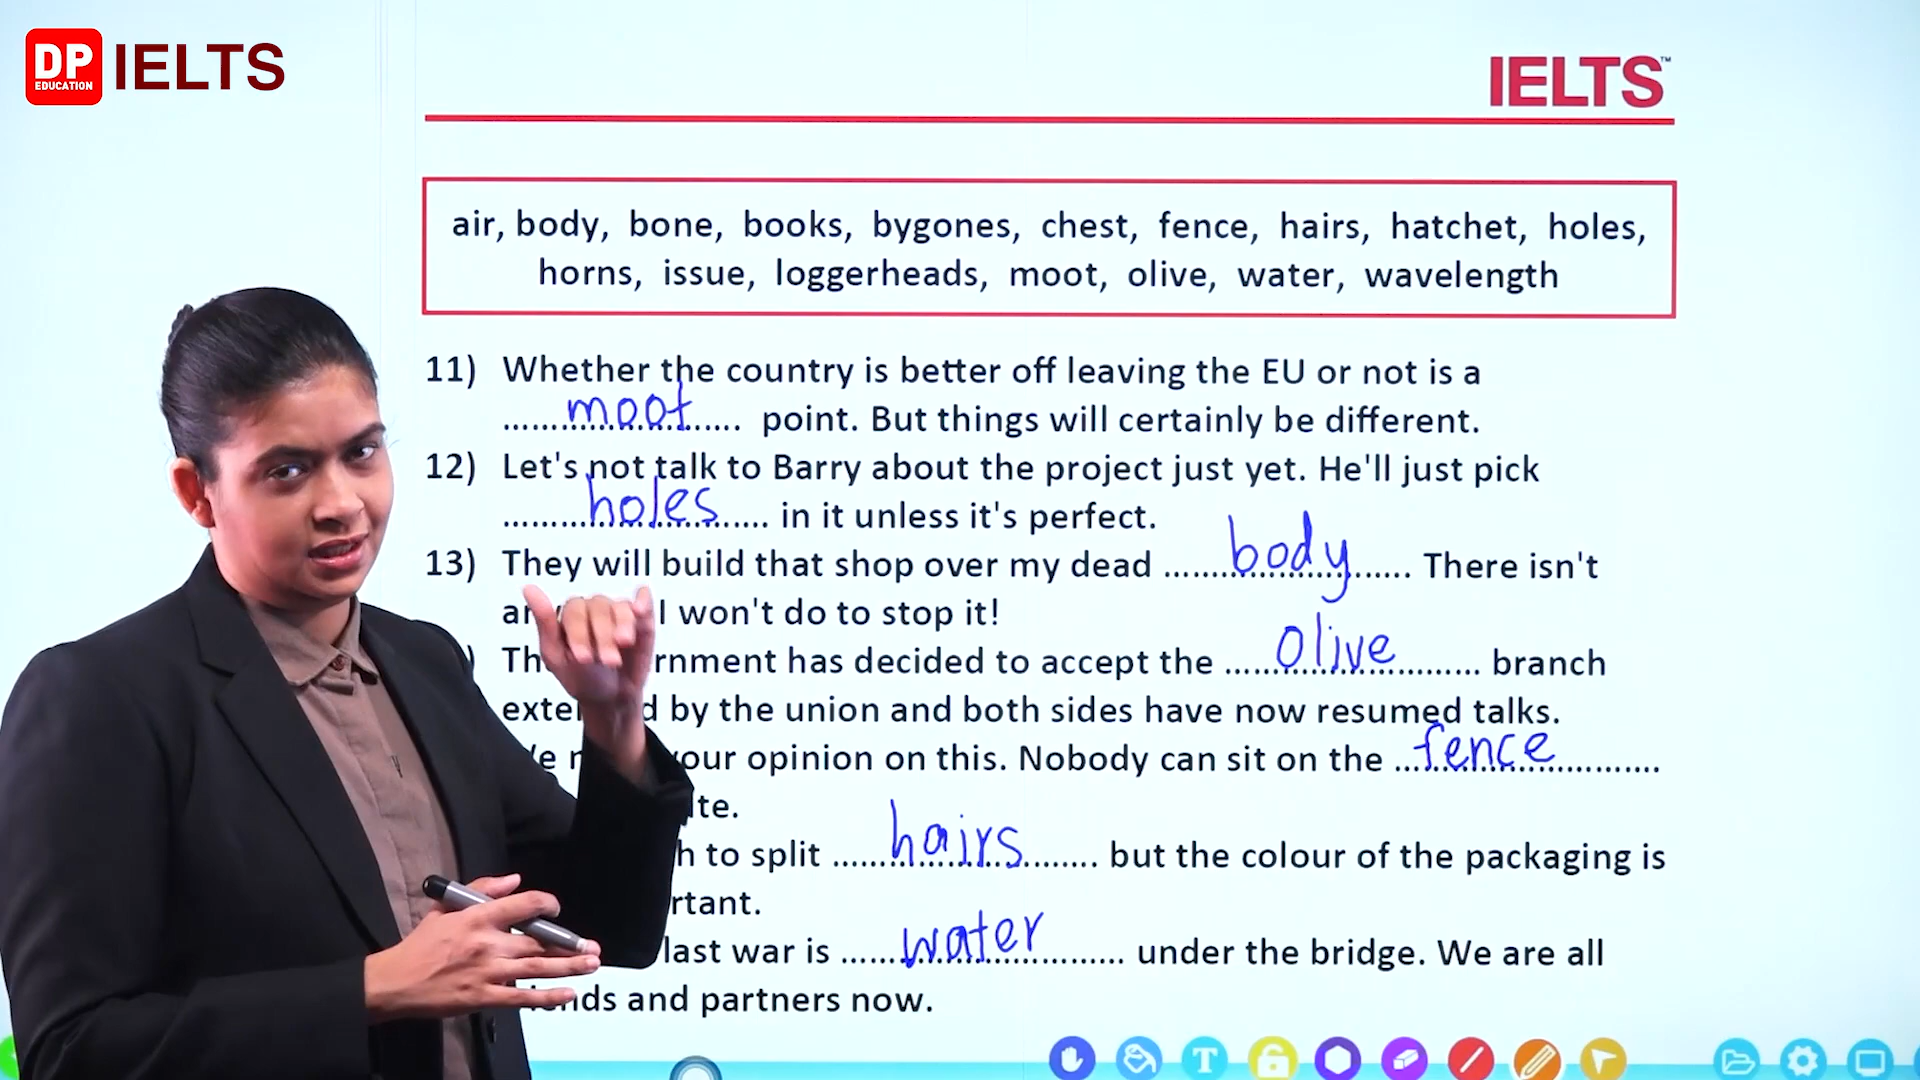 DP EDUCATION IELTS
IELTS™
air, body, bone, books, bygones, chest, fence, hairs, hatchet, holes,
horns, issue, loggerheads, moot, olive, water, wavelength
11) Whether the country is better off leaving the EU or not is a
moot point. But things will certainly be different.
12) Let's not talk to Barry about the project just yet. He'll just pick
holes in it unless it's perfect.
13) They will build that shop over my dead body There isn't
I won't do to stop it!
has decided to accept the olive branch
by the union and both sides have now resumed talks.
your opinion on this. Nobody can sit on the fence
to split hairs but the colour of the packaging is
last war is water under the bridge. We are all
and partners now.
T